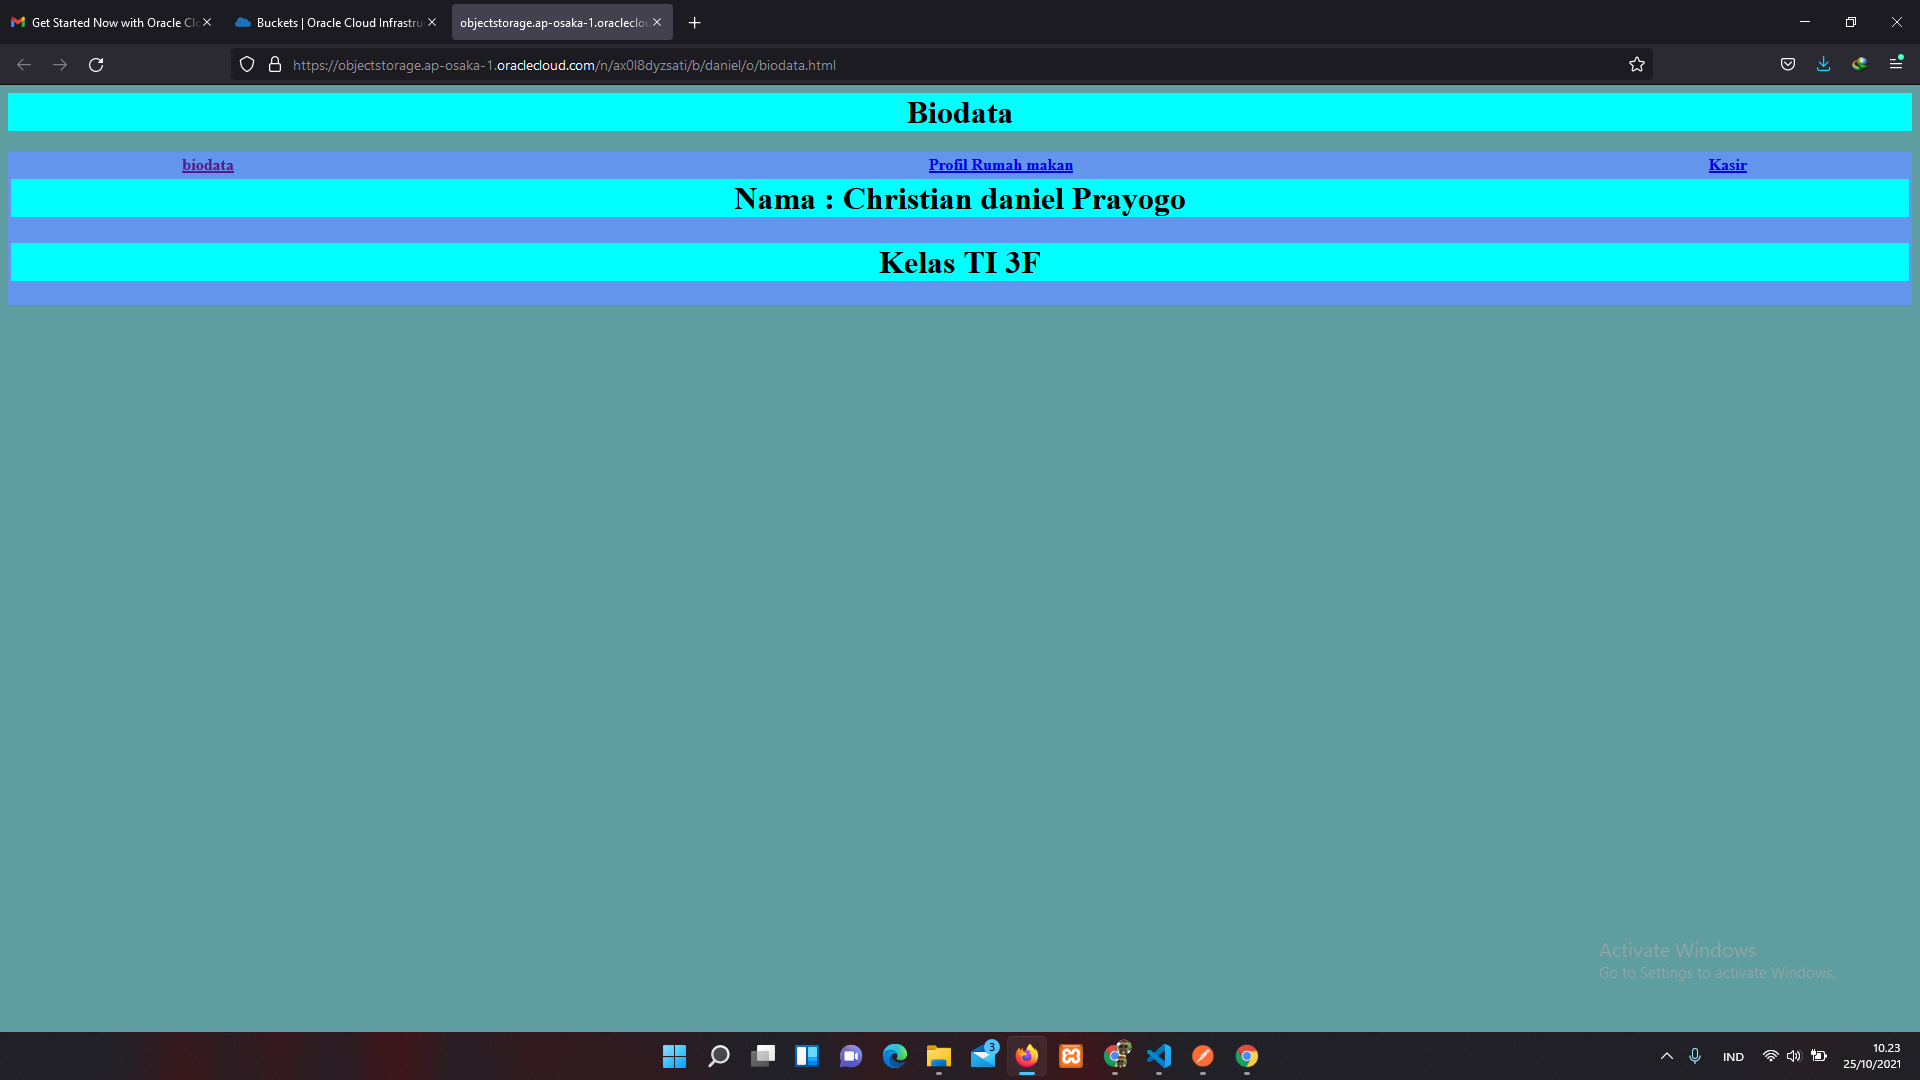 Get Started Now with Oracle Clo
Buckets | Oracle Cloud Infrastru
objectstorage.ap-osaka-1.oracleclou
https://objectstorage.ap-osaka-1.oraclecloud.com/n/ax0l8dyzsati/b/daniel/o/biodata.html
Biodata
biodata Profil Rumah makan Kasir
Nama : Christian daniel Prayogo
Kelas TI 3F
Activate Windows
Go to Settings to activate Windows.
3
IND
10.23
25/10/2021